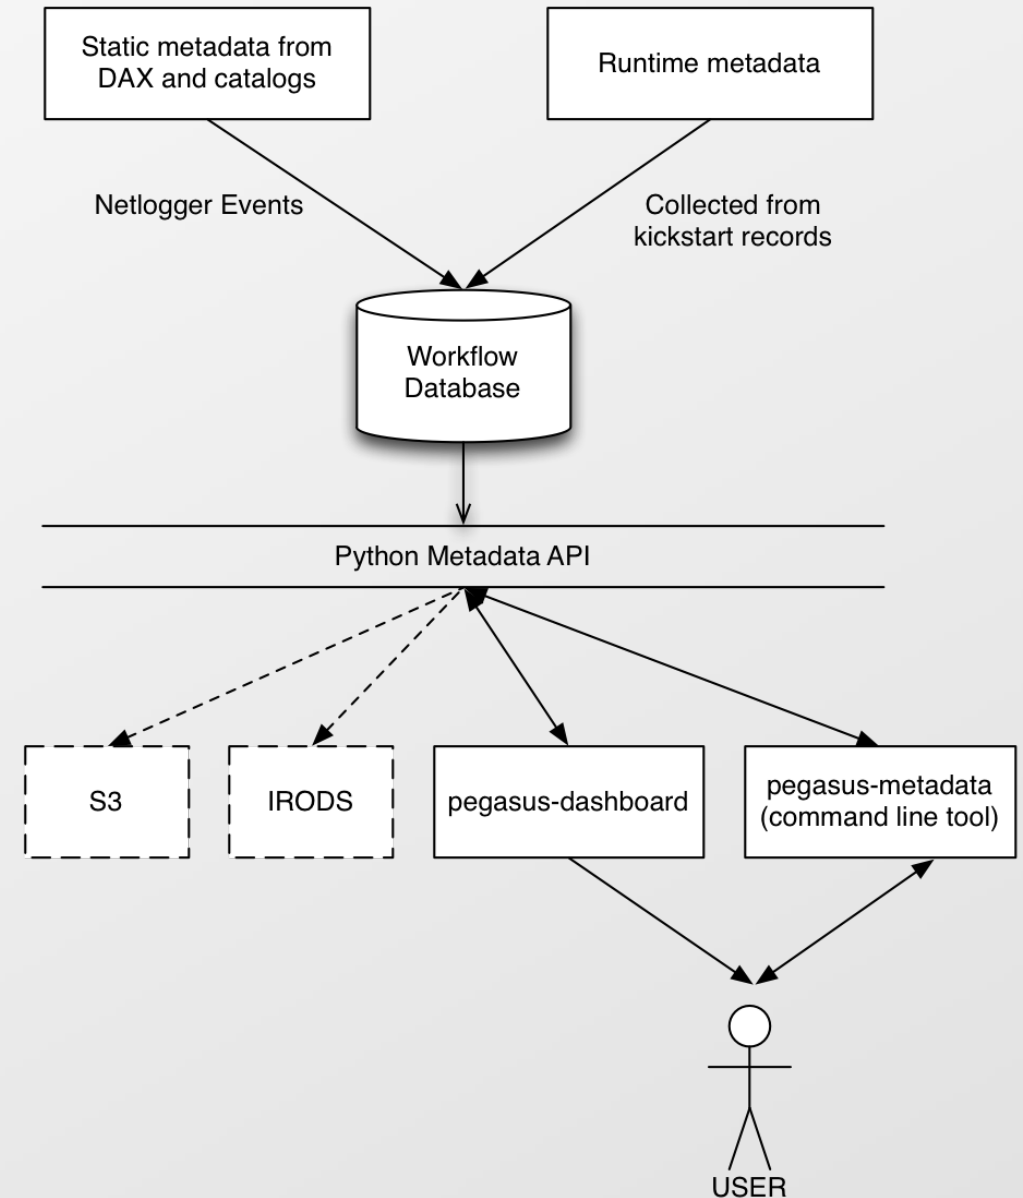 Static metadata from
DAX and catalogs
Runtime metadata
Netlogger Events
Collected from
kickstart records
Workflow
Database
Python Metadata API
S3
IRODS
pegasus-dashboard
pegasus-metadata
(command line tool)
USER